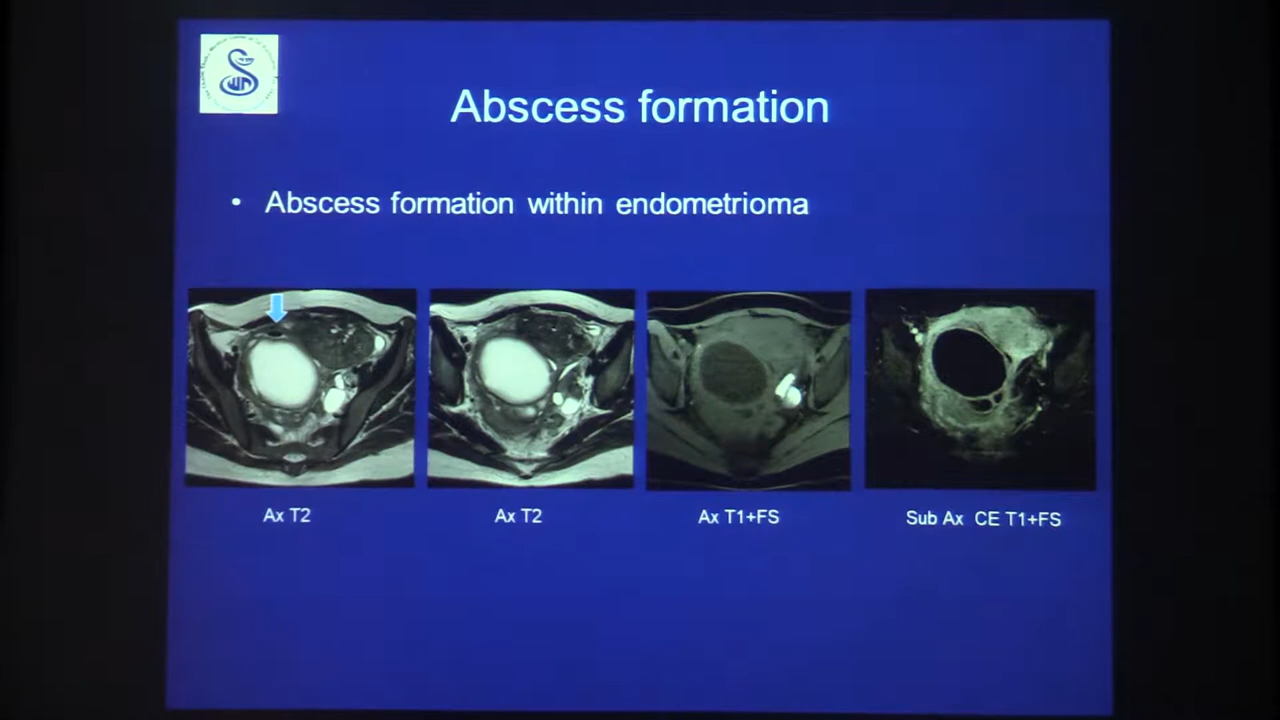 Abscess formation
• Abscess formation within endometrioma
Ax T2
Ax T2
Ax T1+FS
Sub Ax CE T1+FS